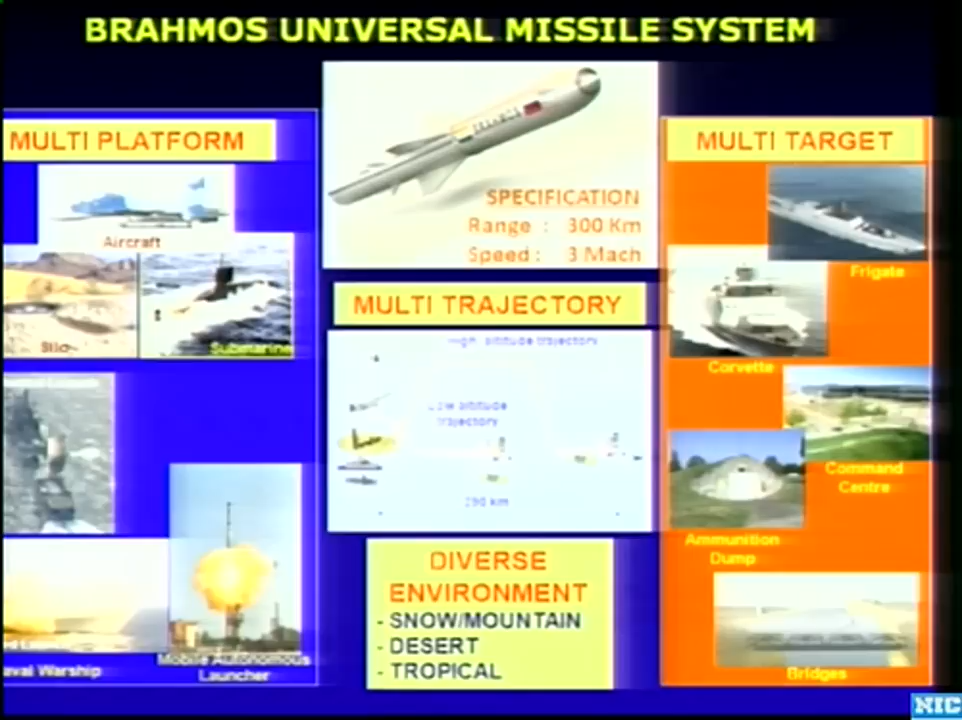 BRAHMOS UNIVERSAL MISSILE SYSTEM
MULTI PLATFORM
Aircraft
Silo
Submarine
aval Warship
Mobile Autonomous
Launcher
BRAHMOS
SPECIFICATION
Range : 300 Km
Speed : 3 Mach
MULTI TRAJECTORY
High altitude trajectory
Low altitude
trajectory
290 km
DIVERSE
ENVIRONMENT
- SNOW/MOUNTAIN
- DESERT
- TROPICAL
MULTI TARGET
Frigate
Corvette
Command
Centre
Ammunition
Dump
Bridges
NIC